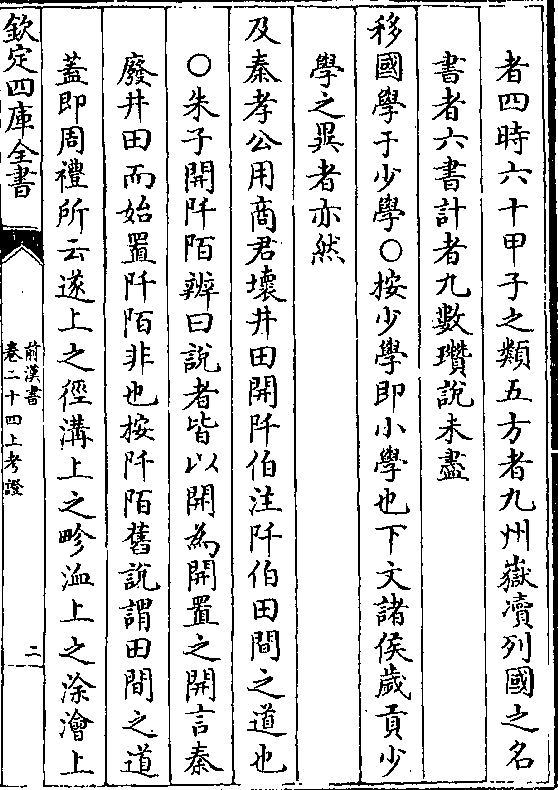 者四時六十甲子之類五方者九州嶽瀆列國之名
書者六書計者九數瓚說未盡
移國學于少學○按少學即小學也下文諸侯歲貢少
學之異者亦然
及秦孝公用商君壞井田開阡伯注阡伯田間之道也
○朱子開阡陌辨曰說者皆以開為開置之開言秦
廢井田而始置阡陌非也按阡陌舊說謂田間之道
蓋即周禮所云遂上之徑溝上之畛洫上之涂澮上
欽定四庫全書
前漢書
卷二十四上考證
二